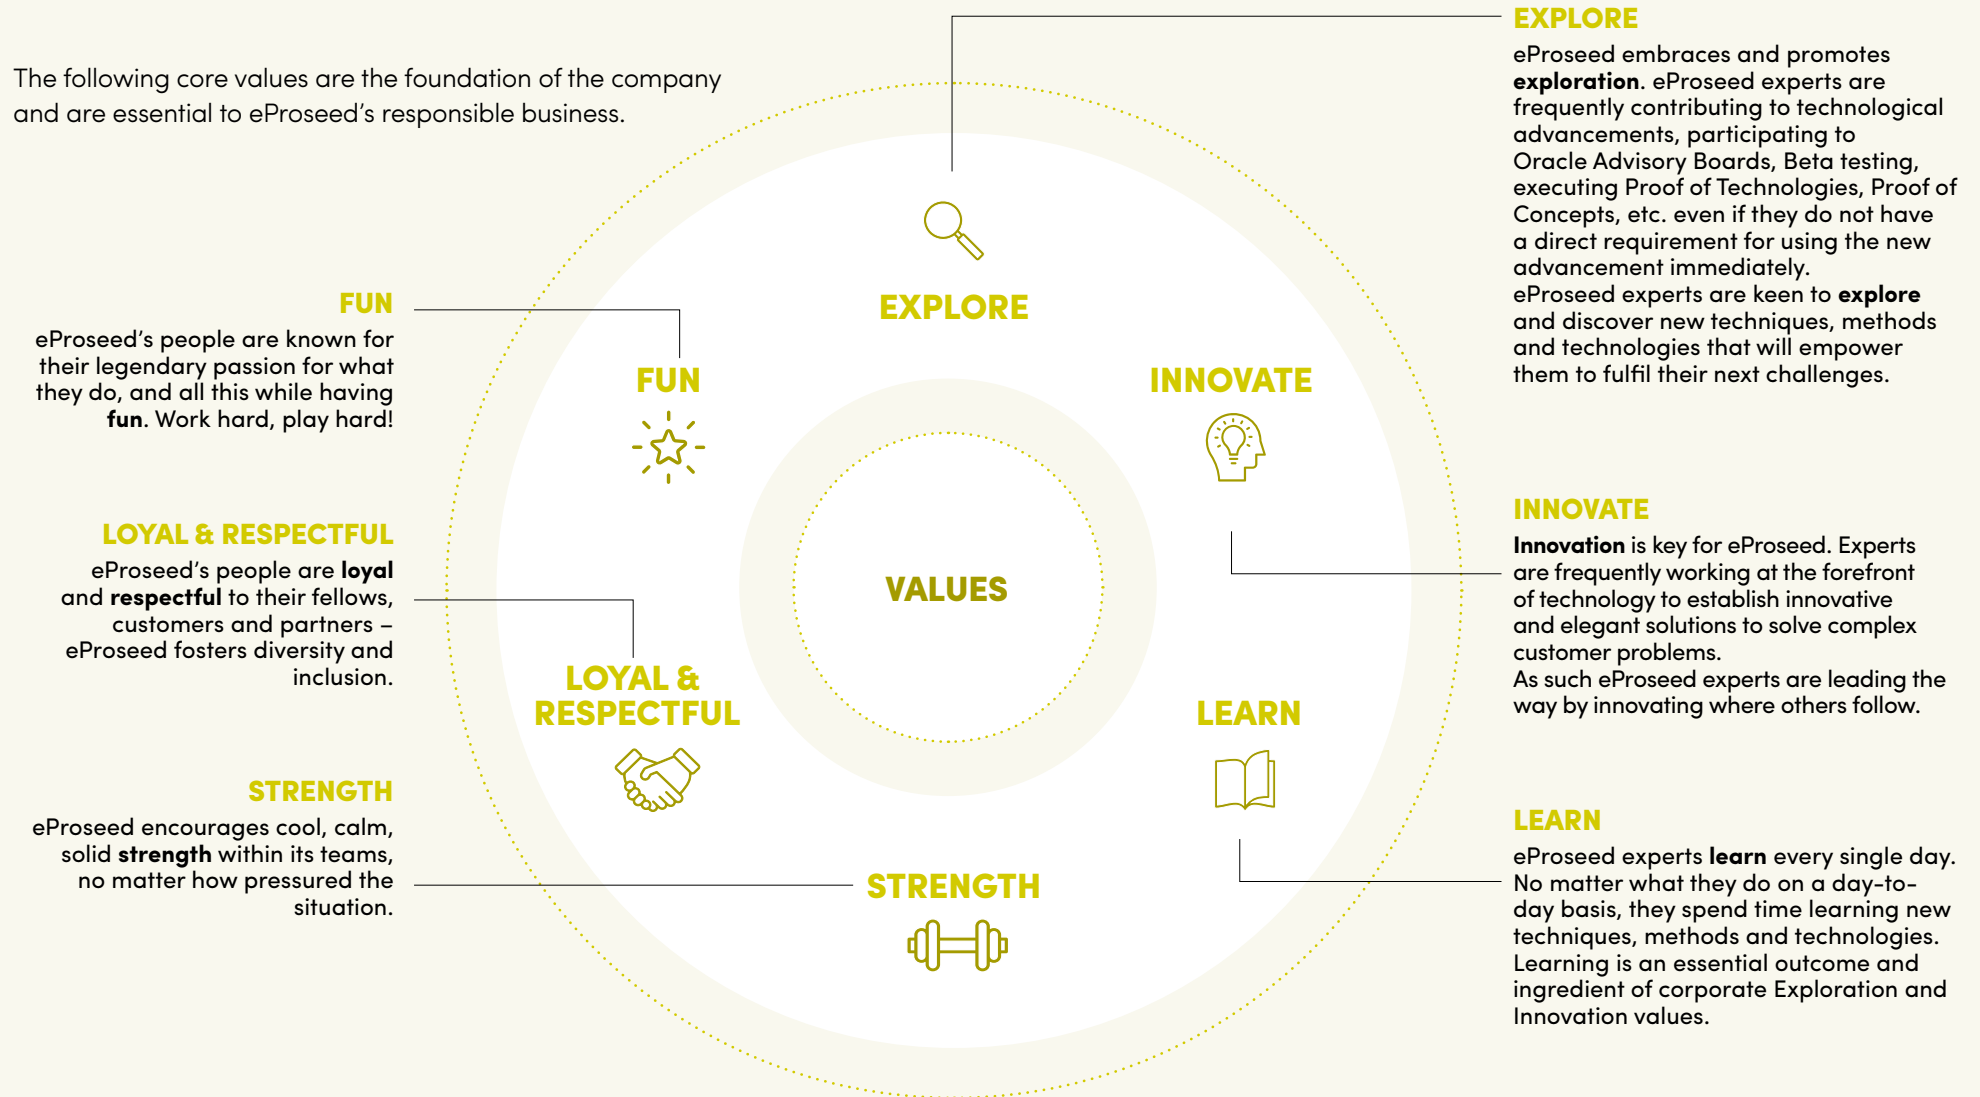 The following core values are the foundation of the company
and are essential to eProseed's responsible business.
FUN
eProseed's people are known for
their legendary passion for what
they do, and all this while having
fun. Work hard, play hard!
LOYAL & RESPECTFUL
eProseed's people are loyal
and respectful to their fellows,
customers and partners –
eProseed fosters diversity and
inclusion.
STRENGTH
eProseed encourages cool, calm,
solid strength within its teams,
no matter how pressured the
situation.
EXPLORE
FUN
INNOVATE
VALUES
LOYAL &
RESPECTFUL
LEARN
STRENGTH
EXPLORE
eProseed embraces and promotes
exploration. eProseed experts are
frequently contributing to technological
advancements, participating to
Oracle Advisory Boards, Beta testing,
executing Proof of Technologies, Proof of
Concepts, etc. even if they do not have
a direct requirement for using the new
advancement immediately.
eProseed experts are keen to explore
and discover new techniques, methods
and technologies that will empower
them to fulfil their next challenges.
INNOVATE
Innovation is key for eProseed. Experts
are frequently working at the forefront
of technology to establish innovative
and elegant solutions to solve complex
customer problems.
As such eProseed experts are leading the
way by innovating where others follow.
LEARN
eProseed experts learn every single day.
No matter what they do on a day-to-
day basis, they spend time learning new
techniques, methods and technologies.
Learning is an essential outcome and
ingredient of corporate Exploration and
Innovation values.